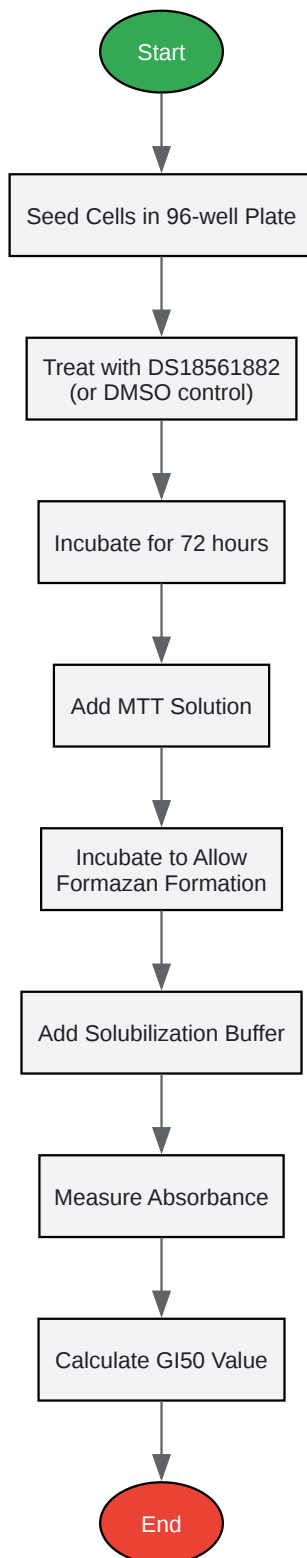 Start
Seed Cells in 96-well Plate
Treat with DS18561882
(or DMSO control)
Incubate for 72 hours
Add MTT Solution
Incubate to Allow
Formazan Formation
Add Solubilization Buffer
Measure Absorbance
Calculate GI50 Value
End